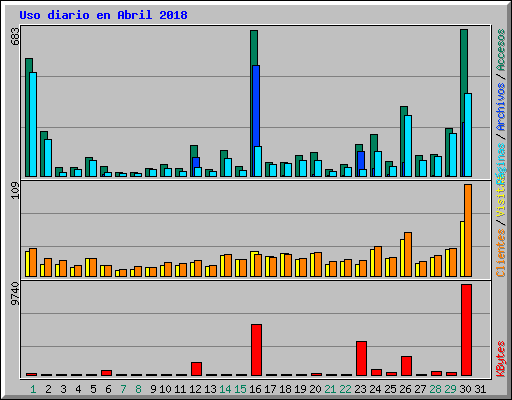 Uso diario en Abril 2018
683
109
9740
Clientes / Visitas
Páginas / Archivos / Accesos
KBytes
1 2 3 4 5 6 7 8 9 10 11 12 13 14 15 16 17 18 19 20 21 22 23 24 25 26 27 28 29 30 31